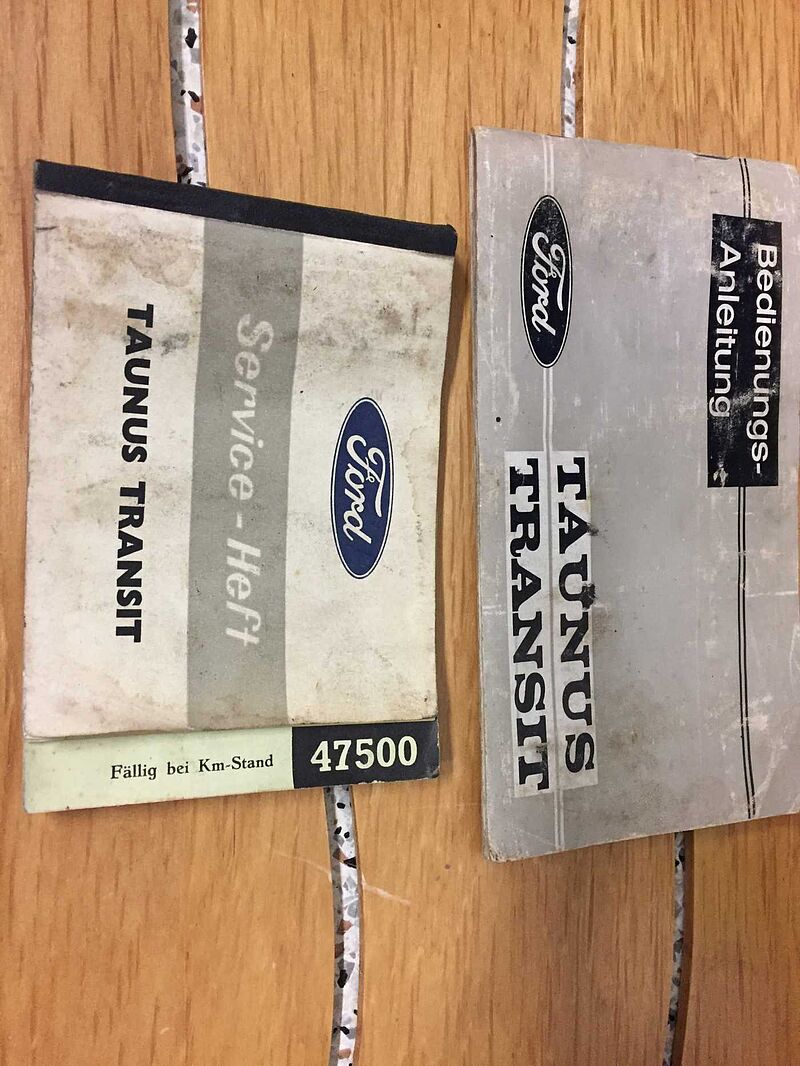 Ford
Service-Heft
TAUNUS TRANSIT
Fällig bei Km-Stand
47500
Bedienungs-
Anleitung
Ford
TAUNUS
TRANSIT